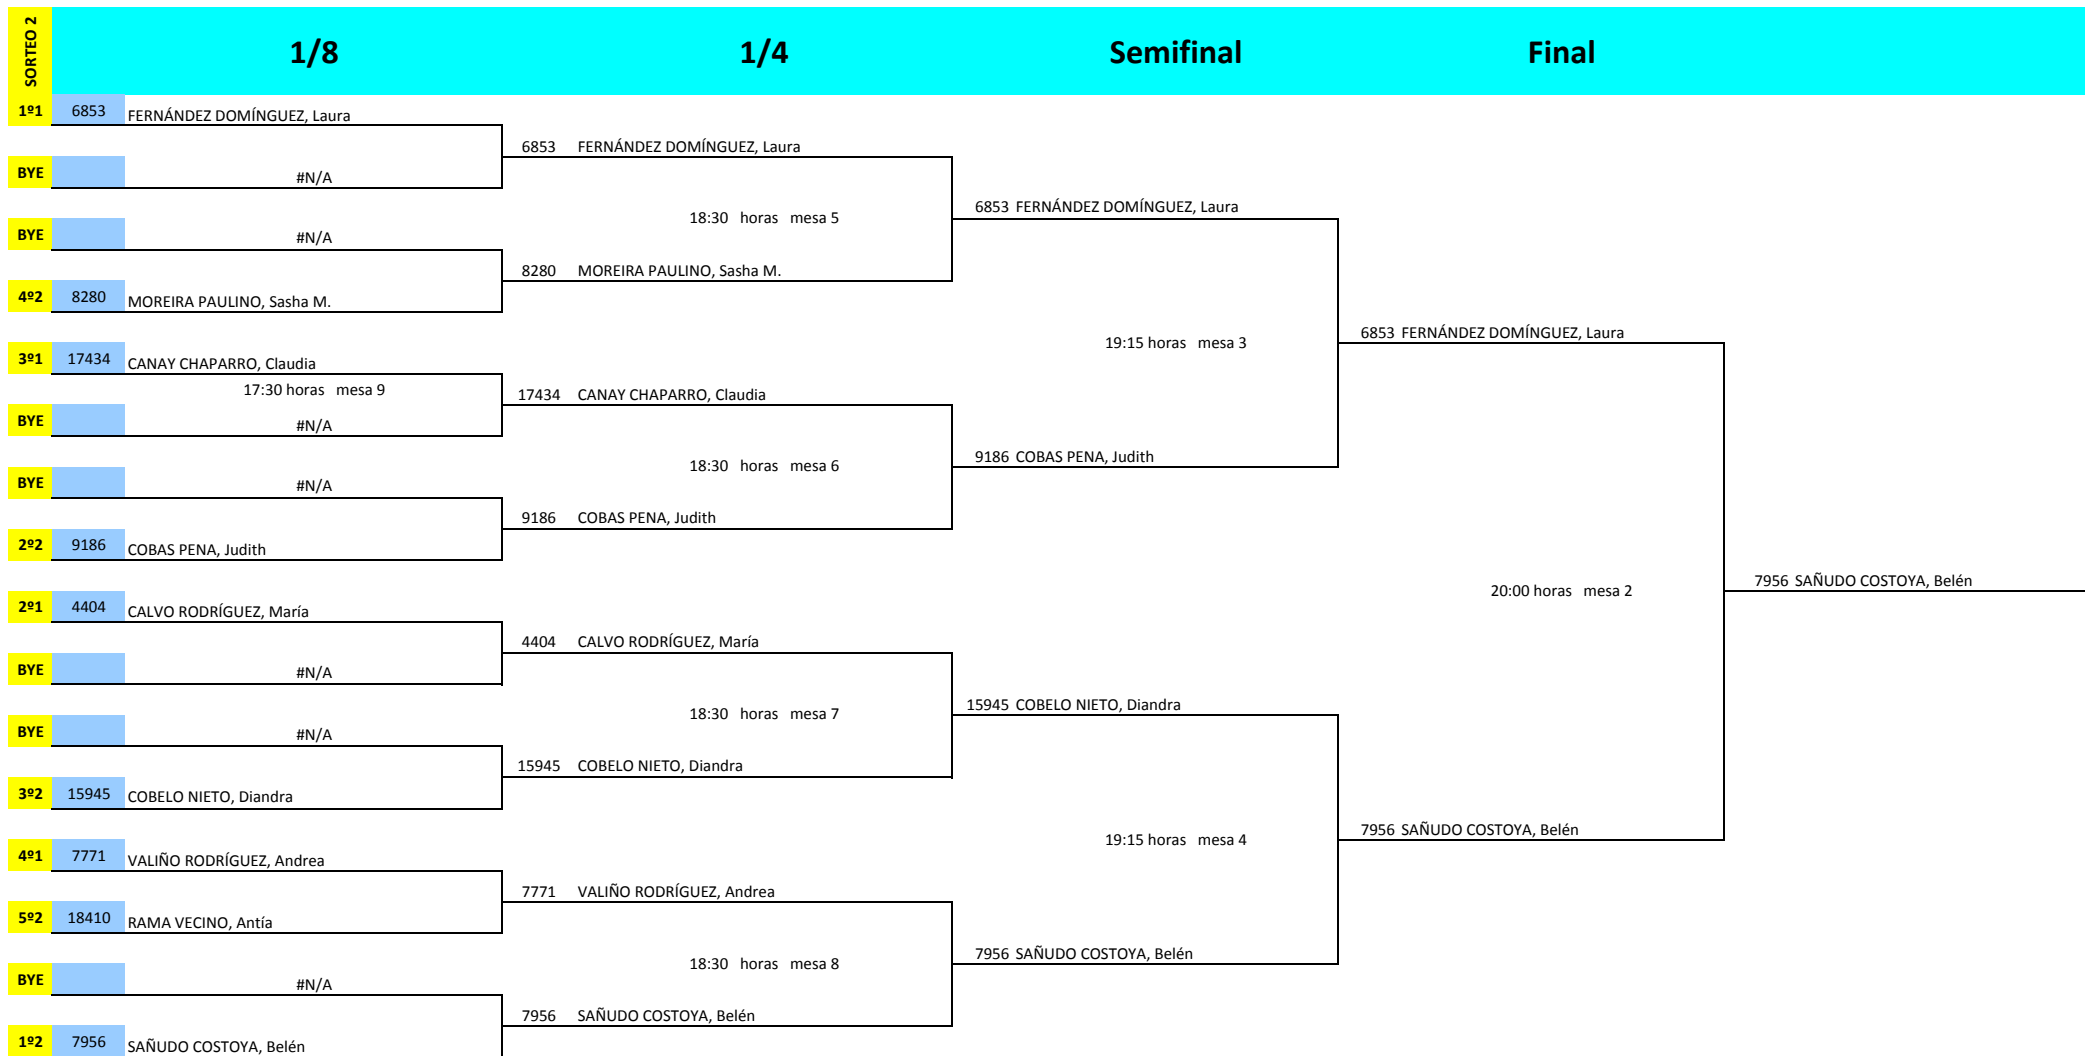 SORTEO 2
1/8 1/4 Semifinal Final
1º1 6853 FERNÁNDEZ DOMÍNGUEZ, Laura
6853 FERNÁNDEZ DOMÍNGUEZ, Laura
BYE #N/A
6853 FERNÁNDEZ DOMÍNGUEZ, Laura
18:30 horas mesa 5
BYE #N/A
8280 MOREIRA PAULINO, Sasha M.
4º2 8280 MOREIRA PAULINO, Sasha M.
6853 FERNÁNDEZ DOMÍNGUEZ, Laura
19:15 horas mesa 3
3º1 17434 CANAY CHAPARRO, Claudia
17:30 horas mesa 9
17434 CANAY CHAPARRO, Claudia
BYE #N/A
9186 COBAS PENA, Judith
18:30 horas mesa 6
BYE #N/A
9186 COBAS PENA, Judith
2º2 9186 COBAS PENA, Judith
7956 SAÑUDO COSTOYA, Belén
20:00 horas mesa 2
2º1 4404 CALVO RODRÍGUEZ, María
4404 CALVO RODRÍGUEZ, María
BYE #N/A
15945 COBELO NIETO, Diandra
18:30 horas mesa 7
BYE #N/A
15945 COBELO NIETO, Diandra
3º2 15945 COBELO NIETO, Diandra
7956 SAÑUDO COSTOYA, Belén
19:15 horas mesa 4
4º1 7771 VALIÑO RODRÍGUEZ, Andrea
7771 VALIÑO RODRÍGUEZ, Andrea
5º2 18410 RAMA VECINO, Antía
7956 SAÑUDO COSTOYA, Belén
18:30 horas mesa 8
BYE #N/A
7956 SAÑUDO COSTOYA, Belén
1º2 7956 SAÑUDO COSTOYA, Belén